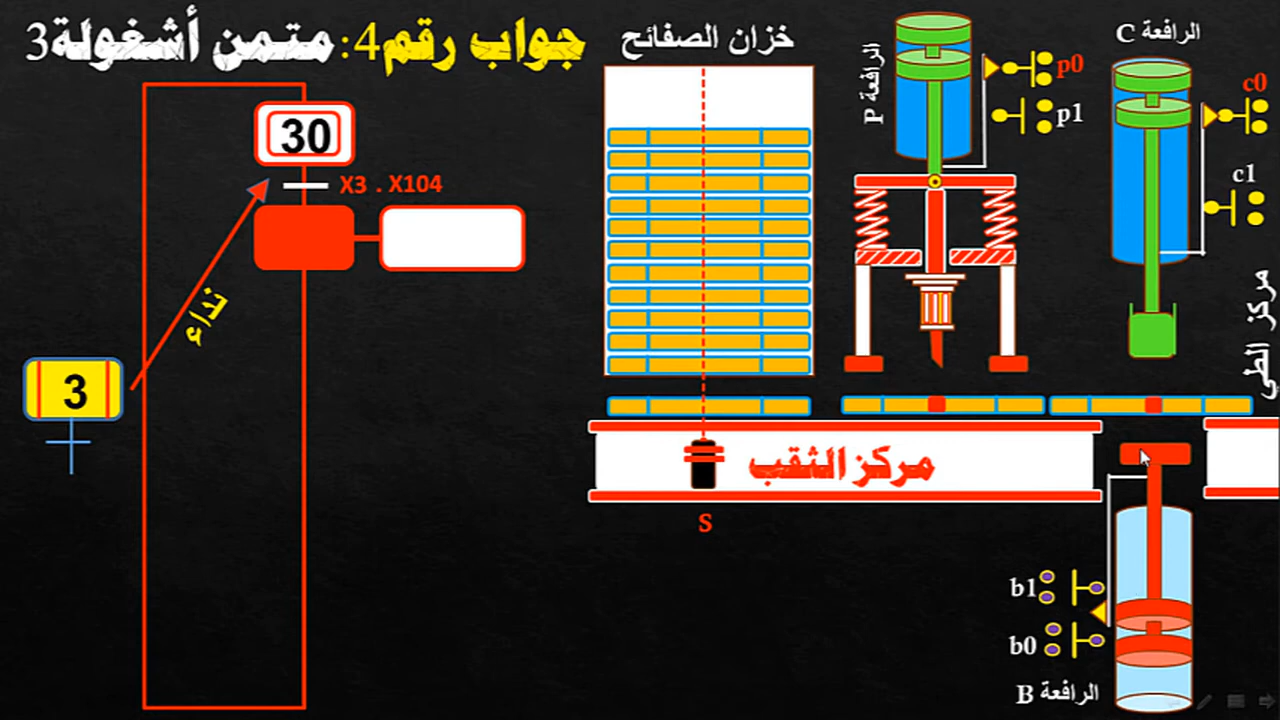 جواب رقم4: متمن أشغولة3
30
X3 . X104
نداء
3
خزان الصفائح
الرافعة P
p0
p1
الرافعة C
c0
c1
مركز الطي
مركز الثقب
S
b1
b0
الرافعة B